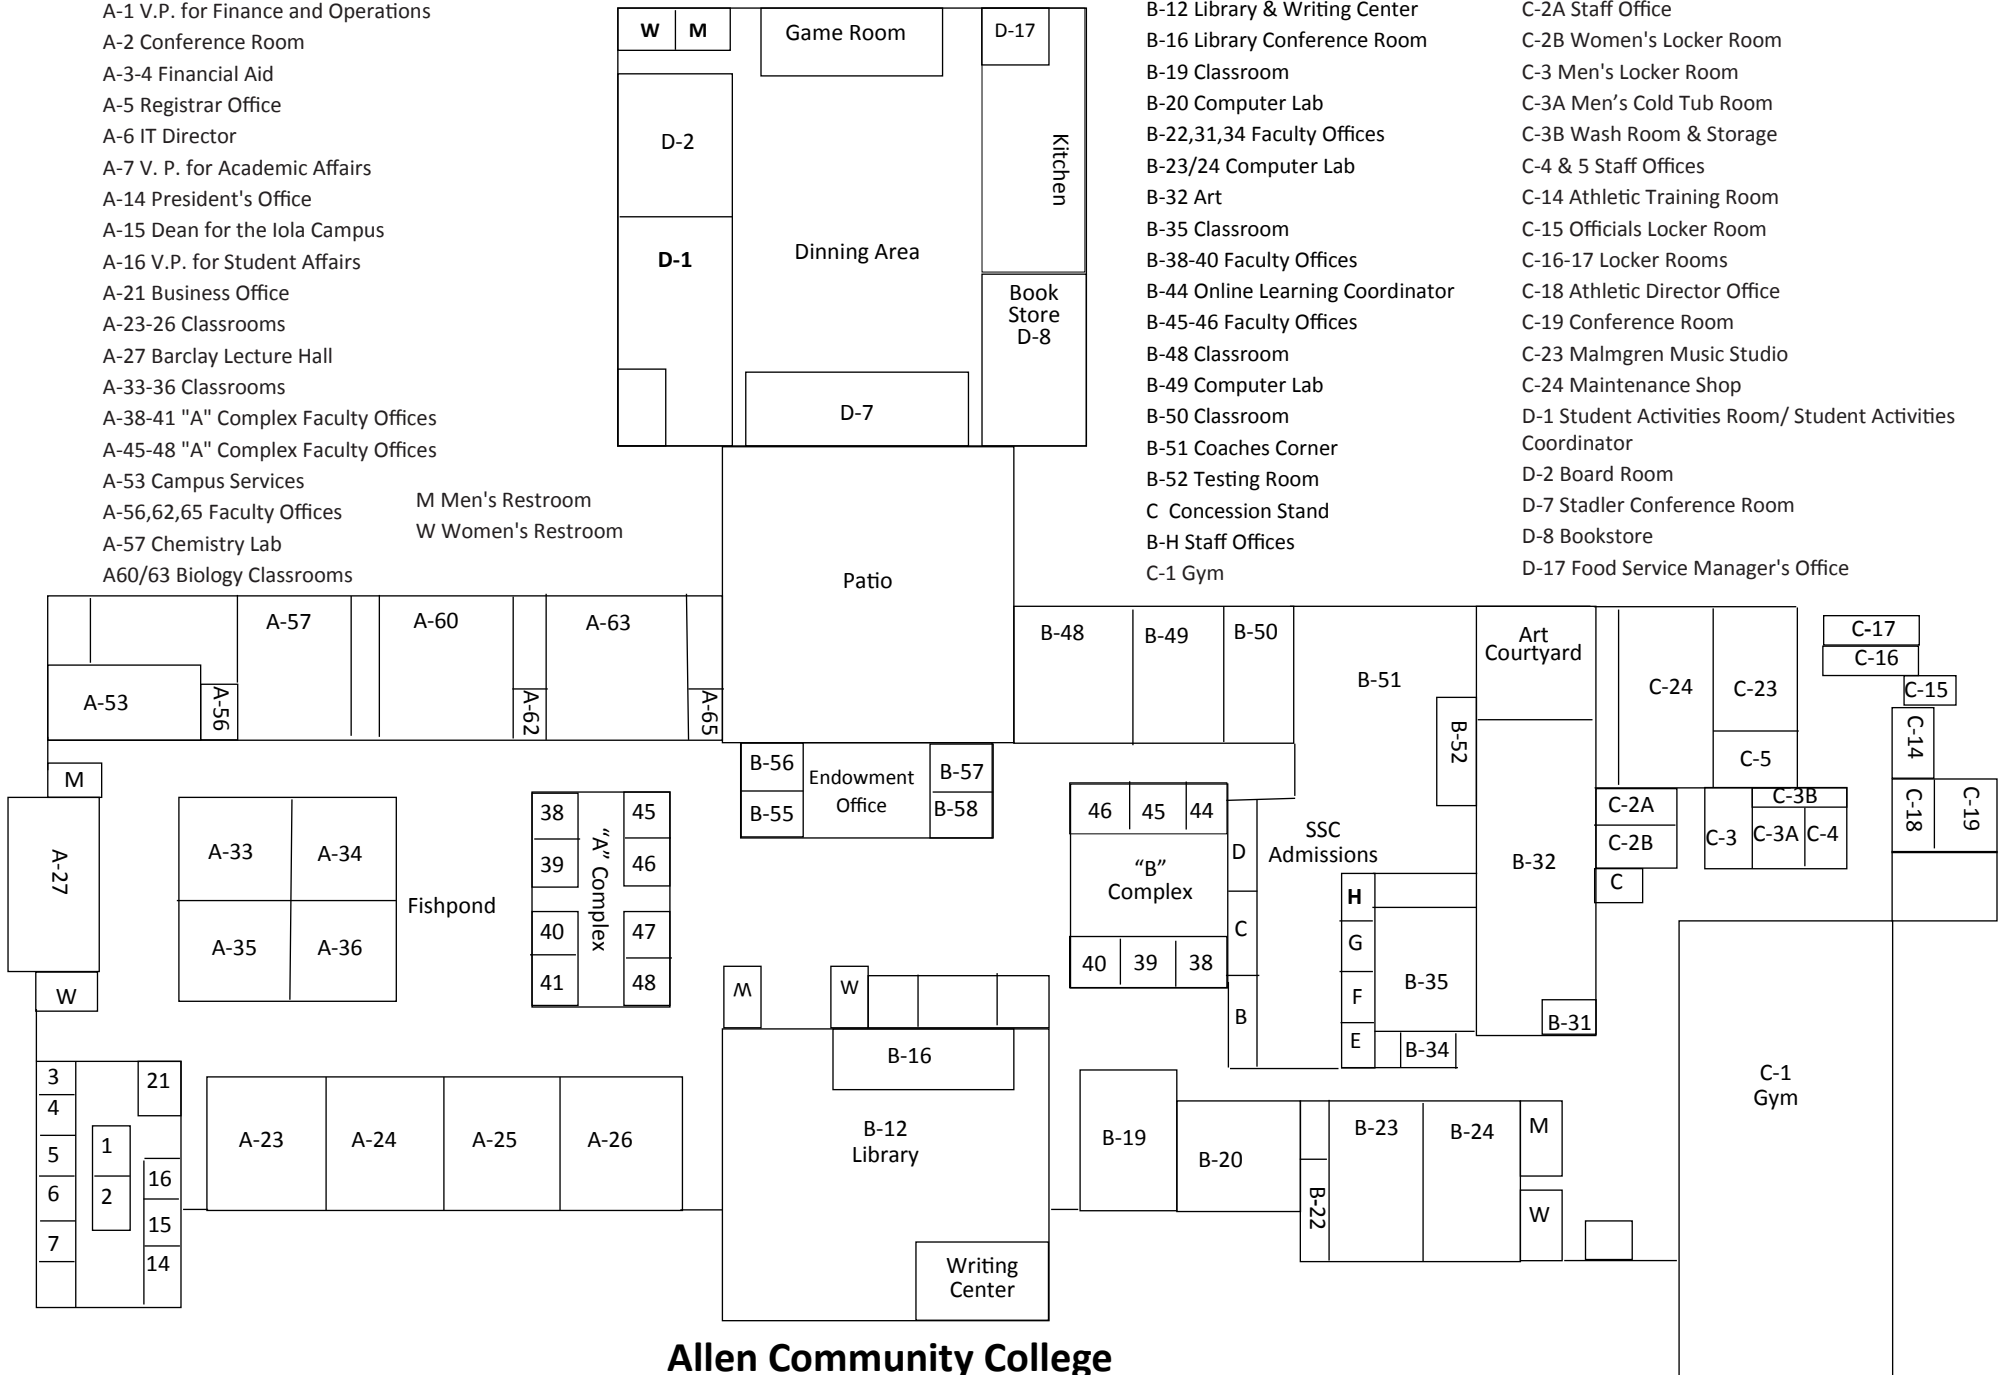 A-1 V.P. for Finance and Operations
A-2 Conference Room
A-3-4 Financial Aid
A-5 Registrar Office
A-6 IT Director
A-7 V. P. for Academic Affairs
A-14 President's Office
A-15 Dean for the Iola Campus
A-16 V.P. for Student Affairs
A-21 Business Office
A-23-26 Classrooms
A-27 Barclay Lecture Hall
A-33-36 Classrooms
A-38-41 "A" Complex Faculty Offices
A-45-48 "A" Complex Faculty Offices
A-53 Campus Services
A-56,62,65 Faculty Offices
A-57 Chemistry Lab
A60/63 Biology Classrooms
M Men's Restroom
W Women's Restroom
W
M
Game Room
D-17
D-2
Kitchen
D-1
Dinning Area
Book
Store
D-8
D-7
Patio
B-12 Library & Writing Center
B-16 Library Conference Room
B-19 Classroom
B-20 Computer Lab
B-22,31,34 Faculty Offices
B-23/24 Computer Lab
B-32 Art
B-35 Classroom
B-38-40 Faculty Offices
B-44 Online Learning Coordinator
B-45-46 Faculty Offices
B-48 Classroom
B-49 Computer Lab
B-50 Classroom
B-51 Coaches Corner
B-52 Testing Room
C Concession Stand
B-H Staff Offices
C-1 Gym
C-2A Staff Office
C-2B Women's Locker Room
C-3 Men's Locker Room
C-3A Men’s Cold Tub Room
C-3B Wash Room & Storage
C-4 & 5 Staff Offices
C-14 Athletic Training Room
C-15 Officials Locker Room
C-16-17 Locker Rooms
C-18 Athletic Director Office
C-19 Conference Room
C-23 Malmgren Music Studio
C-24 Maintenance Shop
D-1 Student Activities Room/ Student Activities
Coordinator
D-2 Board Room
D-7 Stadler Conference Room
D-8 Bookstore
D-17 Food Service Manager's Office
A-57
A-60
A-63
A-53
A-56
A-62
A-65
B-48
B-49
B-50
B-51
B-52
Art
Courtyard
C-24
C-23
C-5
C-17
C-16
C-15
C-14
C-18
C-19
M
A-27
W
A-33
A-34
A-35
A-36
Fishpond
38
39
40
41
“A” Complex
45
46
47
48
B-56
B-55
Endowment
Office
B-57
B-58
46
45
44
“B”
Complex
40
39
38
D
C
B
SSC
Admissions
H
G
F
E
B-35
B-34
B-32
B-31
C-2A
C-2B
C
C-3
C-3B
C-3A
C-4
W
W
B-16
B-12
Library
Writing
Center
3
4
5
6
7
1
2
21
16
15
14
A-23
A-24
A-25
A-26
B-19
B-20
B-22
B-23
B-24
M
W
C-1
Gym
Allen Community College